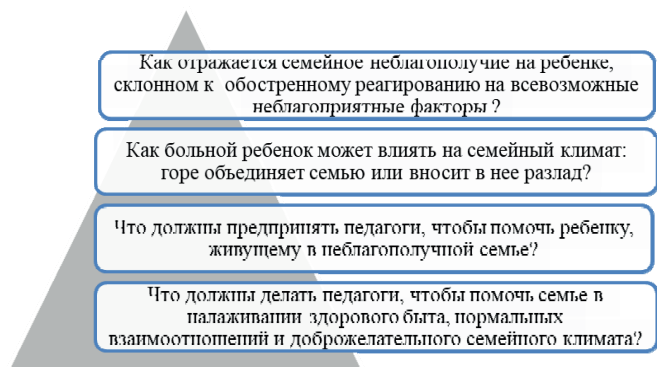 Как отражается семейное неблагополучие на ребенке,
склонном к обостренному реагированию на всевозможные
неблагоприятные факторы ?
Как больной ребенок может влиять на семейный климат:
горе объединяет семью или вносит в нее разлад?
Что должны предпринять педагоги, чтобы помочь ребенку,
живущему в неблагополучной семье?
Что должны делать педагоги, чтобы помочь семье в
налаживании здорового быта, нормальных
взаимоотношений и доброжелательного семейного климата?